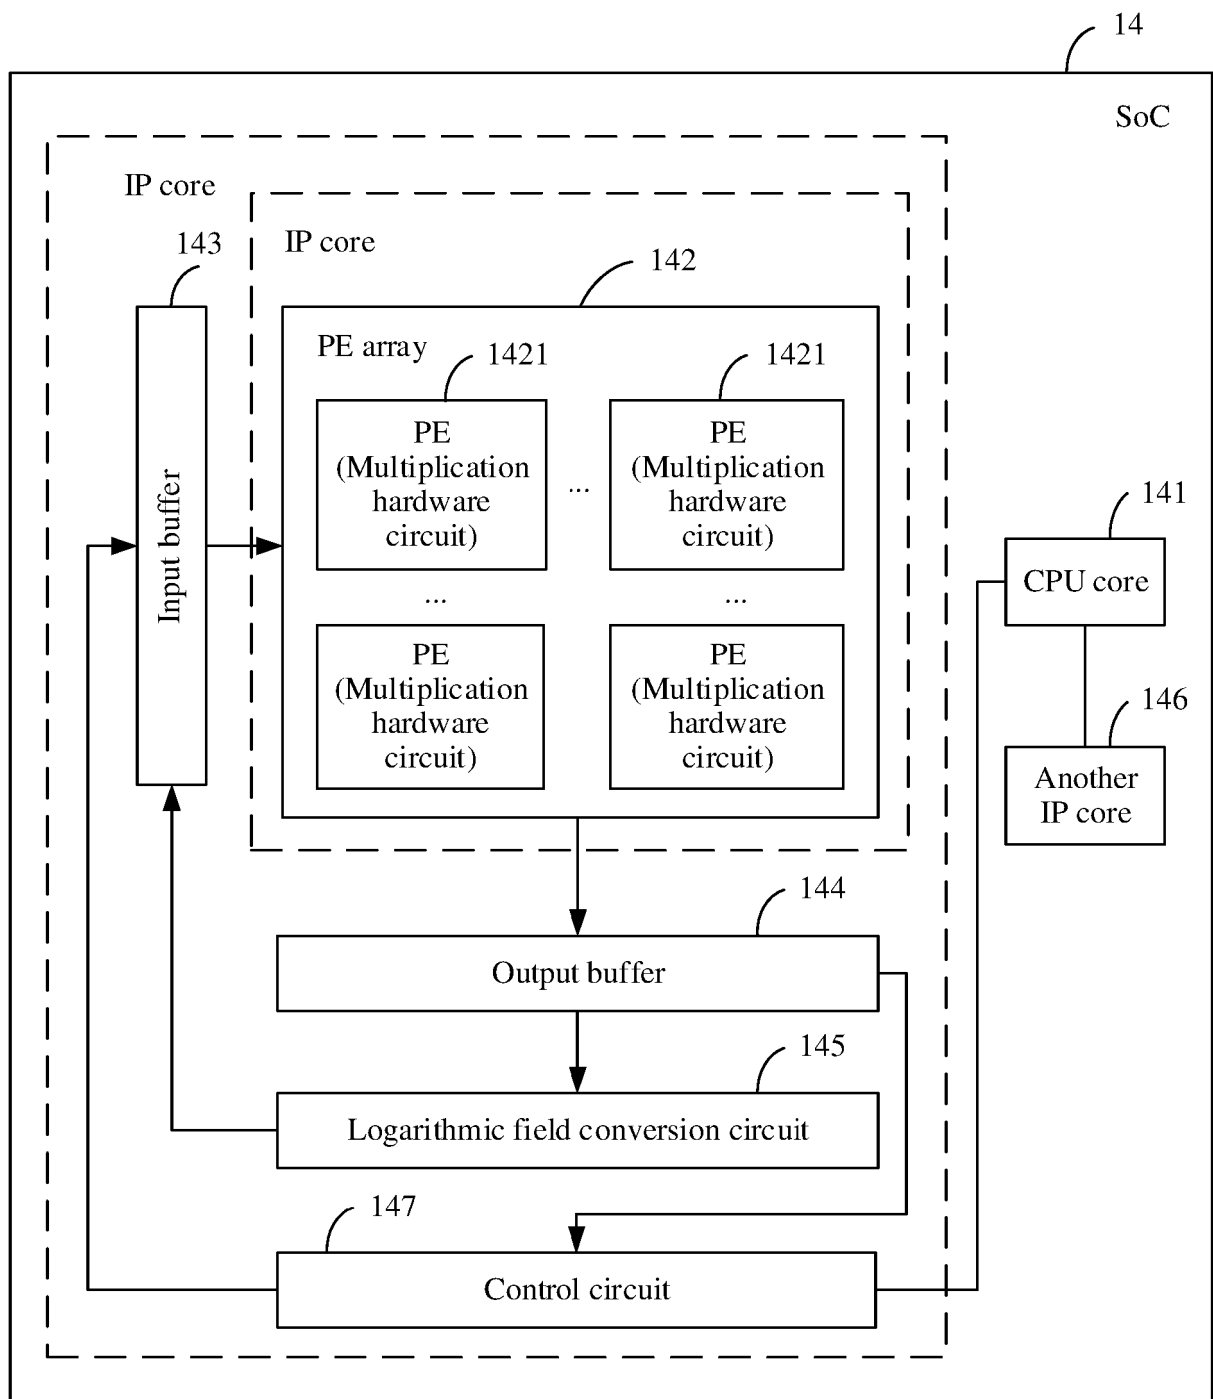 14
SoC
IP core
143
IP core
142
PE array
1421
1421
PE
(Multiplication
hardware
circuit)
...
PE
(Multiplication
hardware
circuit)
...
...
PE
(Multiplication
hardware
circuit)
PE
(Multiplication
hardware
circuit)
Input buffer
141
CPU core
146
Another
IP core
144
Output buffer
145
Logarithmic field conversion circuit
147
Control circuit